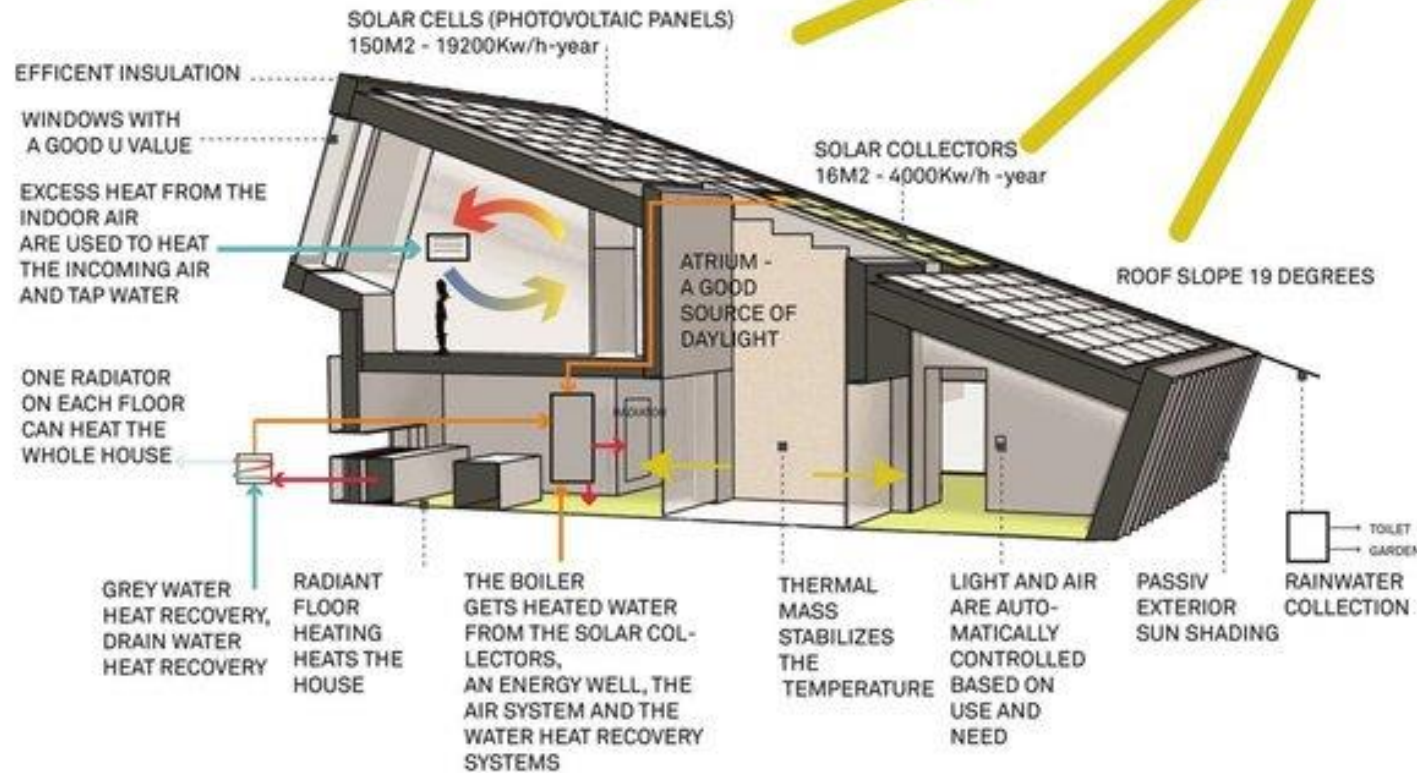 SOLAR CELLS (PHOTOVOLTAIC PANELS)
150M2 - 19200Kw/h-year
EFFICENT INSULATION
WINDOWS WITH
A GOOD U VALUE
SOLAR COLLECTORS
16M2 - 4000Kw/h -year
EXCESS HEAT FROM THE
INDOOR AIR
ARE USED TO HEAT
THE INCOMING AIR
AND TAP WATER
ATRIUM -
A GOOD
SOURCE OF
DAYLIGHT
ROOF SLOPE 19 DEGREES
ONE RADIATOR
ON EACH FLOOR
CAN HEAT THE
WHOLE HOUSE
RADIATOR
GREY WATER
HEAT RECOVERY,
DRAIN WATER
HEAT RECOVERY
RADIANT
FLOOR
HEATING
HEATS THE
HOUSE
THE BOILER
GETS HEATED WATER
FROM THE SOLAR COL-
LECTORS,
AN ENERGY WELL, THE
AIR SYSTEM AND THE
WATER HEAT RECOVERY
SYSTEMS
THERMAL
MASS
STABILIZES
THE
TEMPERATURE
LIGHT AND AIR
ARE AUTO-
MATICALLY
CONTROLLED
BASED ON
USE AND
NEED
PASSIV
EXTERIOR
SUN SHADING
TOILET
GARDEN
RAINWATER
COLLECTION